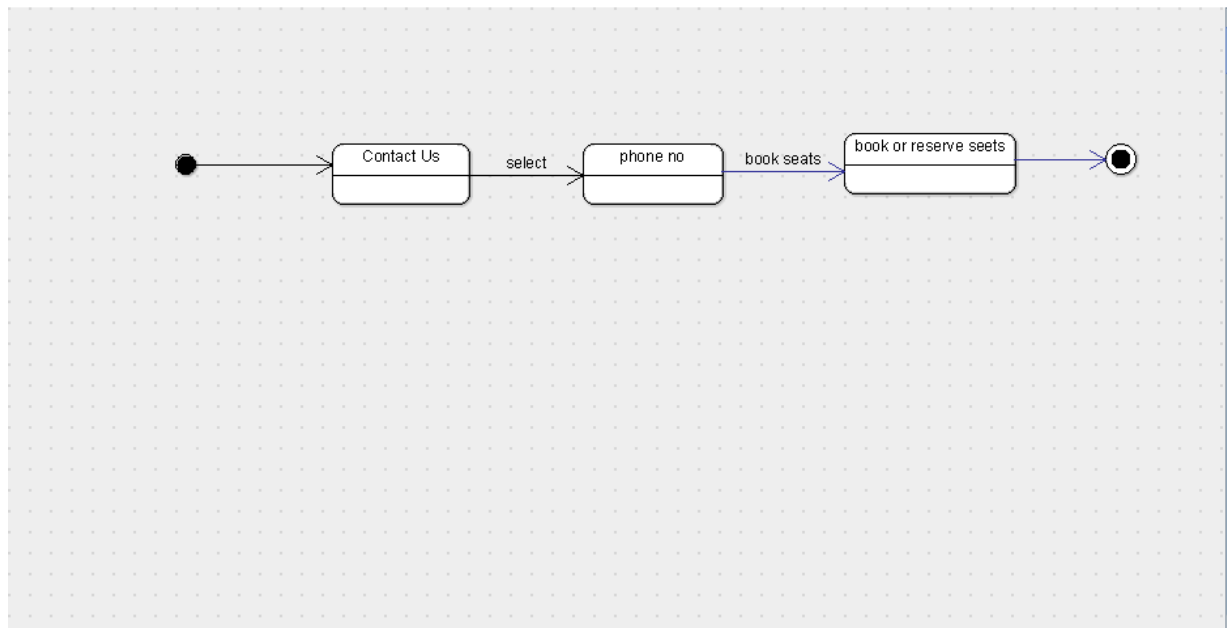 Contact Us
select
phone no
book seats
book or reserve seets